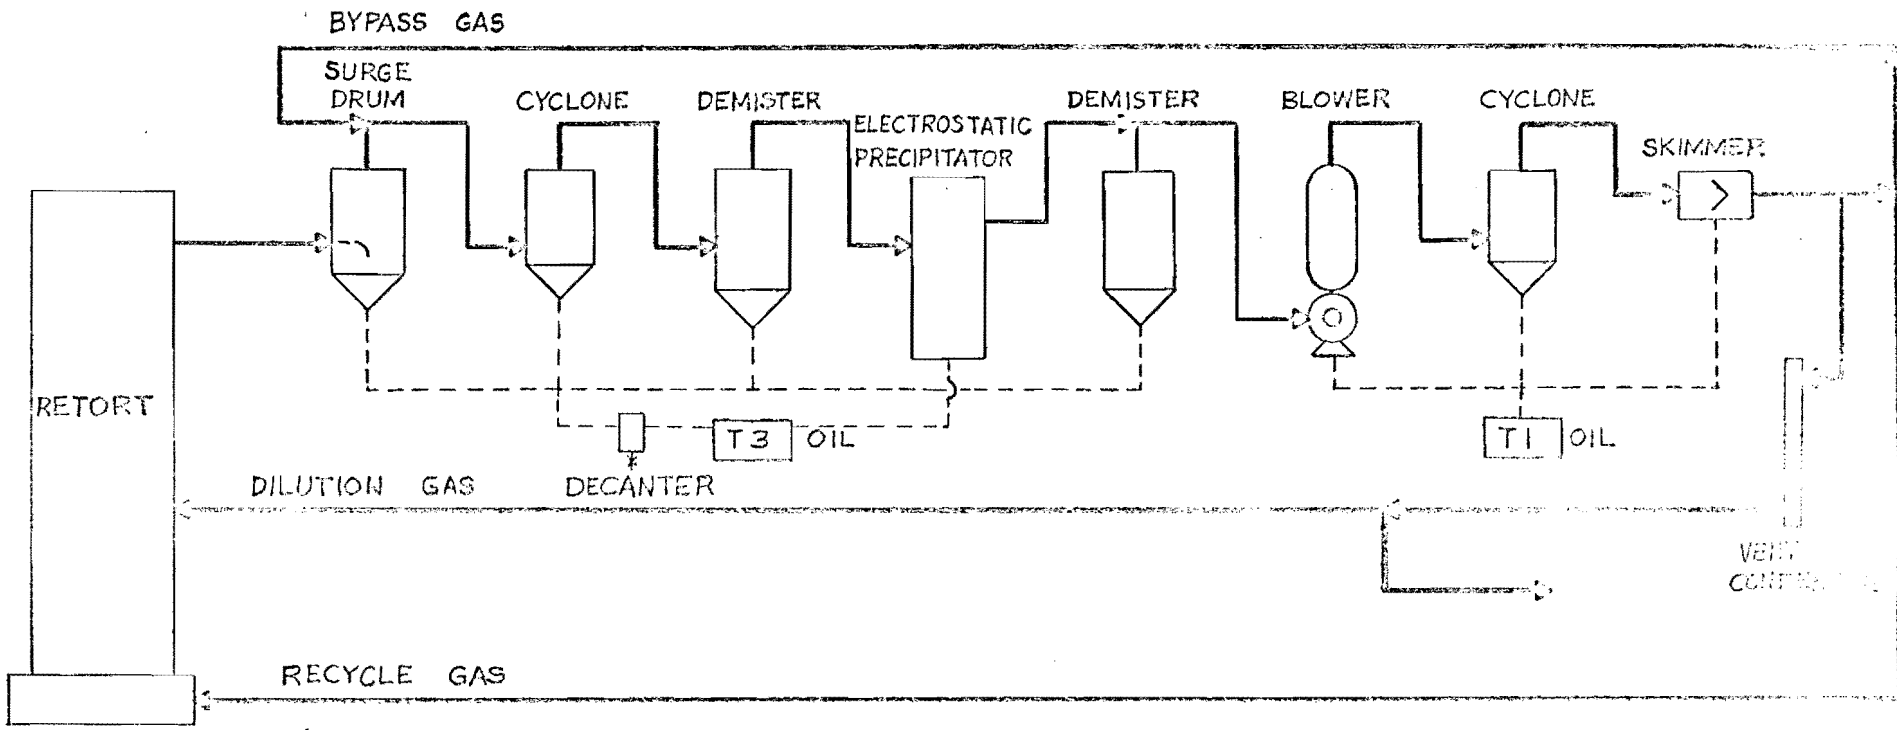 BYPASS GAS
SURGE
DRUM
CYCLONE
DEMISTER
ELECTROSTATIC
PRECIPITATOR
DEMISTER
BLOWER
CYCLONE
SKIMMER
>
RETORT
T3 OIL
T1 OIL
DILUTION GAS
DECANTER
VENT
RECYCLE GAS